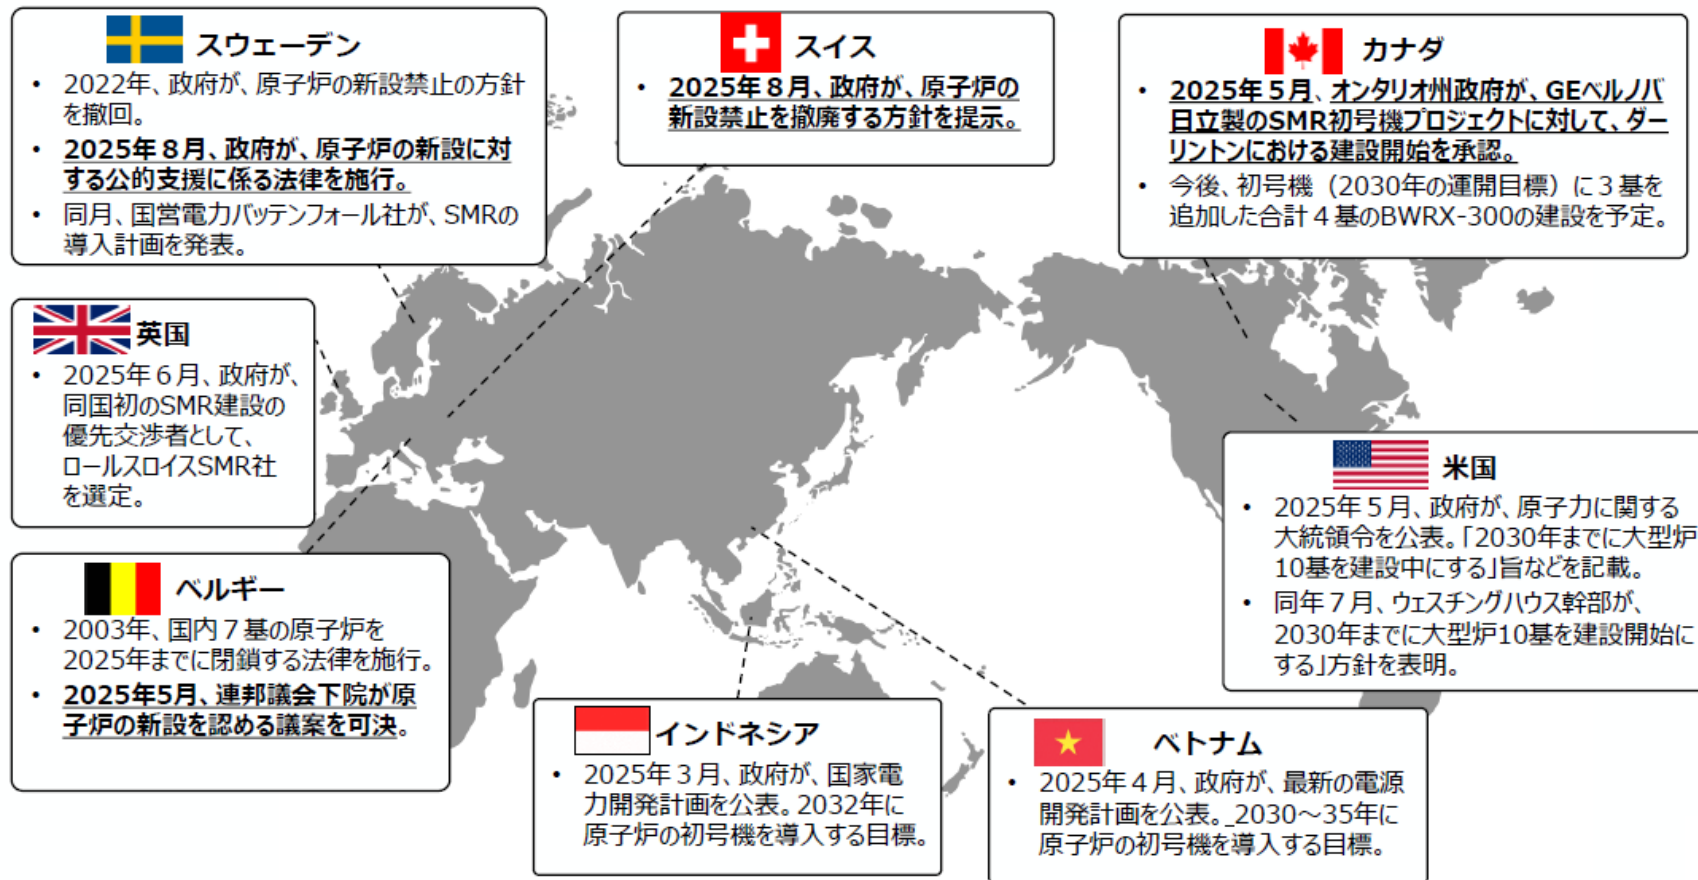 スウェーデン
• 2022年、政府が、原子炉の新設禁止の方針
を撤回。
• 2025年８月、政府が、原子炉の新設に対
する公的支援に係る法律を施行。
• 同月、国営電力バッテンフォール社が、SMRの
導入計画を発表。
スイス
• 2025年８月、政府が、原子炉の
新設禁止を撤廃する方針を提示。
カナダ
• 2025年５月、オンタリオ州政府が、GEベルノバ
日立製のSMR初号機プロジェクトに対して、ダー
リントンにおける建設開始を承認。
• 今後、初号機（2030年の運開目標）に３基を
追加した合計４基のBWRX-300の建設を予定。
英国
• 2025年６月、政府が、
同国初のSMR建設の
優先交渉者として、
ロールスロイスSMR社
を選定。
米国
• 2025年５月、政府が、原子力に関する
大統領令を公表。「2030年までに大型炉
10基を建設中にする」旨などを記載。
• 同年７月、ウェスチングハウス幹部が、
2030年までに大型炉10基を建設開始に
する」方針を表明。
ベルギー
• 2003年、国内７基の原子炉を
2025年までに閉鎖する法律を施行。
• 2025年5月、連邦議会下院が原
子炉の新設を認める議案を可決。
インドネシア
• 2025年３月、政府が、国家電
力開発計画を公表。2032年に
原子炉の初号機を導入する目標。
ベトナム
• 2025年４月、政府が、最新の電源
開発計画を公表。_2030～35年に
原子炉の初号機を導入する目標。